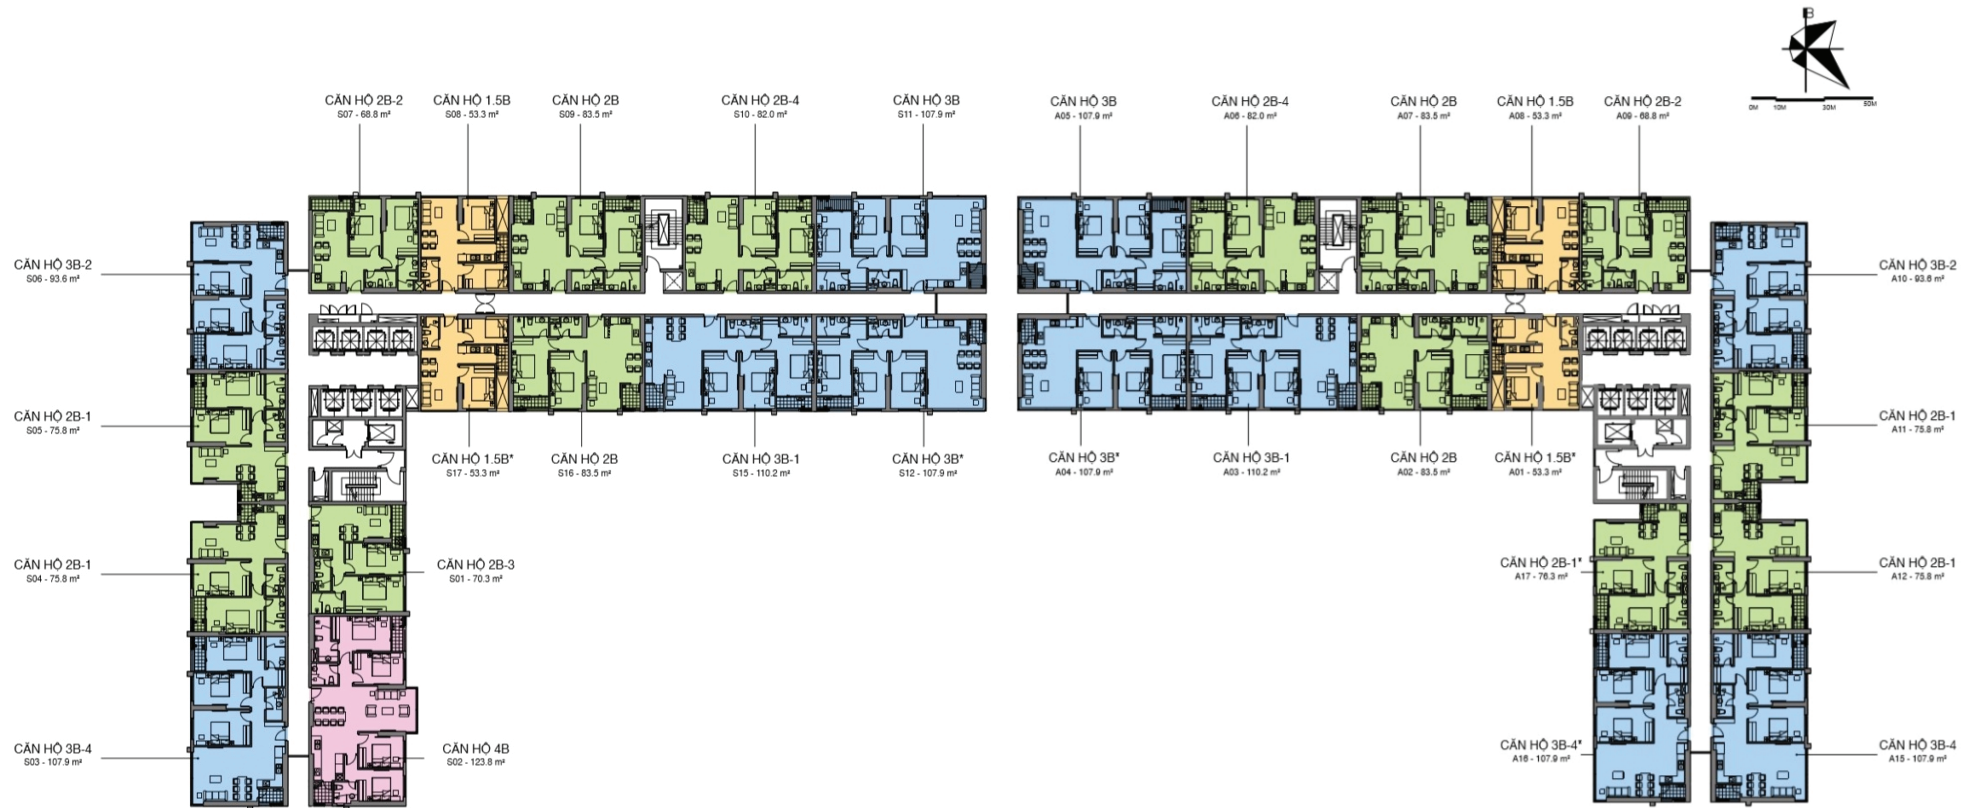 B
0M 10M 30M 50M
CĂN HỘ 2B-2
S07 - 68.8 m²
CĂN HỘ 1.5B
S08 - 53.3 m²
CĂN HỘ 2B
S09 - 83.5 m²
CĂN HỘ 2B-4
S10 - 82.0 m²
CĂN HỘ 3B
S11 - 107.9 m²
CĂN HỘ 3B
A05 - 107.9 m²
CĂN HỘ 2B-4
A06 - 82.0 m²
CĂN HỘ 2B
A07 - 83.5 m²
CĂN HỘ 1.5B
A08 - 53.3 m²
CĂN HỘ 2B-2
A09 - 68.8 m²
CĂN HỘ 3B-2
S06 - 93.6 m²
CĂN HỘ 3B-2
A10 - 93.6 m²
CĂN HỘ 2B-1
S05 - 75.8 m²
CĂN HỘ 2B-1
A11 - 75.8 m²
CĂN HỘ 1.5B*
S17 - 53.3 m²
CĂN HỘ 2B
S16 - 83.5 m²
CĂN HỘ 3B-1
S15 - 110.2 m²
CĂN HỘ 3B*
S12 - 107.9 m²
CĂN HỘ 3B*
A04 - 107.9 m²
CĂN HỘ 3B-1
A03 - 110.2 m²
CĂN HỘ 2B
A02 - 83.5 m²
CĂN HỘ 1.5B*
A01 - 53.3 m²
CĂN HỘ 2B-1
S04 - 75.8 m²
CĂN HỘ 2B-3
S01 - 70.3 m²
CĂN HỘ 2B-1*
A17 - 76.3 m²
CĂN HỘ 2B-1
A12 - 75.8 m²
CĂN HỘ 3B-4
S03 - 107.9 m²
CĂN HỘ 4B
S02 - 123.8 m²
CĂN HỘ 3B-4*
A16 - 107.9 m²
CĂN HỘ 3B-4
A15 - 107.9 m²